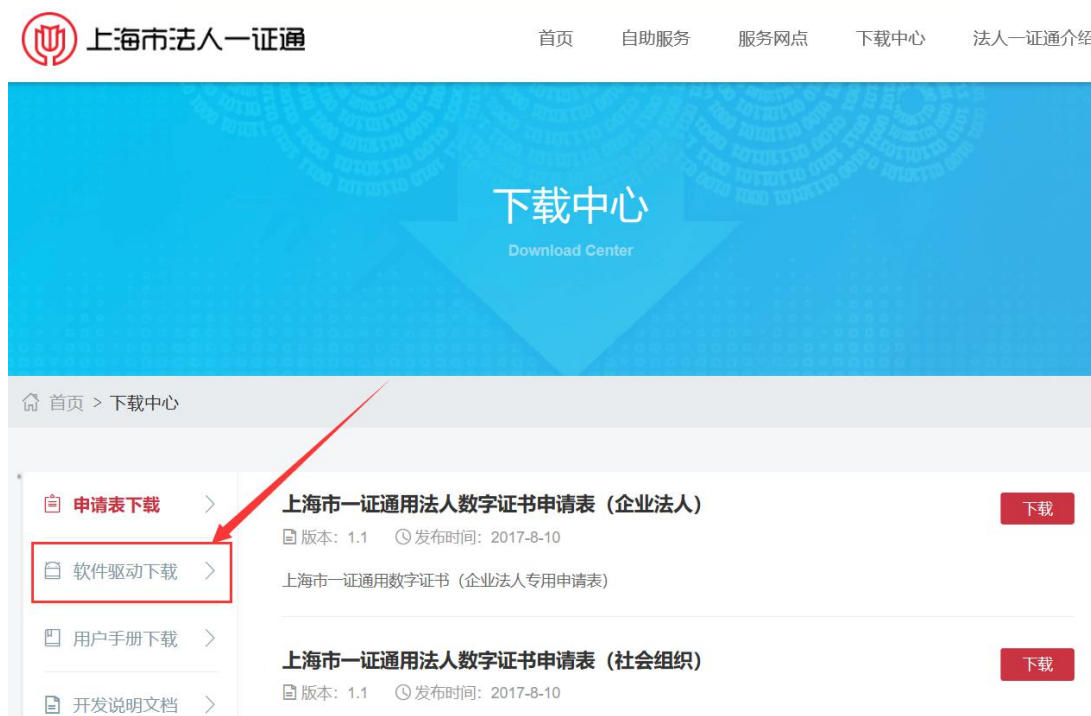 上海市法人一证通
首页 自助服务 服务网点 下载中心 法人一证通介绍
下载中心
Download Center
首页 > 下载中心
申请表下载
软件驱动下载
用户手册下载
开发说明文档
上海市一证通用法人数字证书申请表（企业法人）
下载
版本：1.1 发布时间：2017-8-10
上海市一证通用数字证书（企业法人专用申请表）
上海市一证通用法人数字证书申请表（社会组织）
下载
版本：1.1 发布时间：2017-8-10